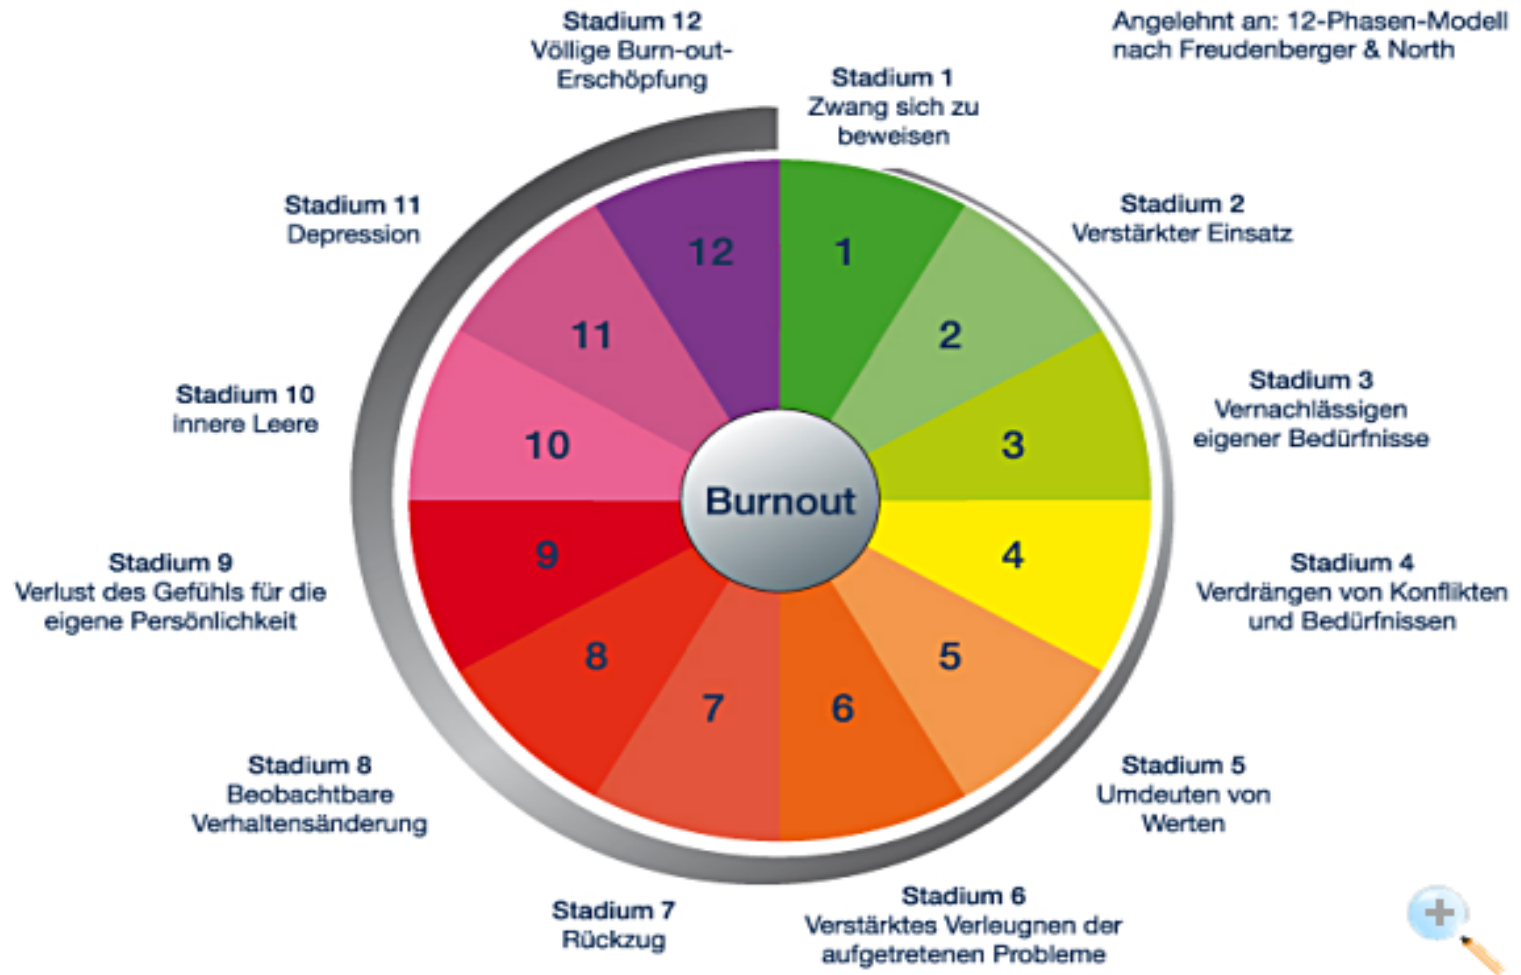 Stadium 12
Völlige Burn-out-
Erschöpfung
Angelehnt an: 12-Phasen-Modell
nach Freudenberger & North
Stadium 1
Zwang sich zu
beweisen
Stadium 2
Verstärkter Einsatz
Stadium 3
Vernachlässigen
eigener Bedürfnisse
Stadium 4
Verdrängen von Konflikten
und Bedürfnissen
Stadium 5
Umdeuten von
Werten
Stadium 6
Verstärktes Verleugnen der
aufgetretenen Probleme
Stadium 7
Rückzug
Stadium 8
Beobachtbare
Verhaltensänderung
Stadium 9
Verlust des Gefühls für die
eigene Persönlichkeit
Stadium 10
innere Leere
Stadium 11
Depression
1
2
3
4
5
6
7
8
9
10
11
12
Burnout